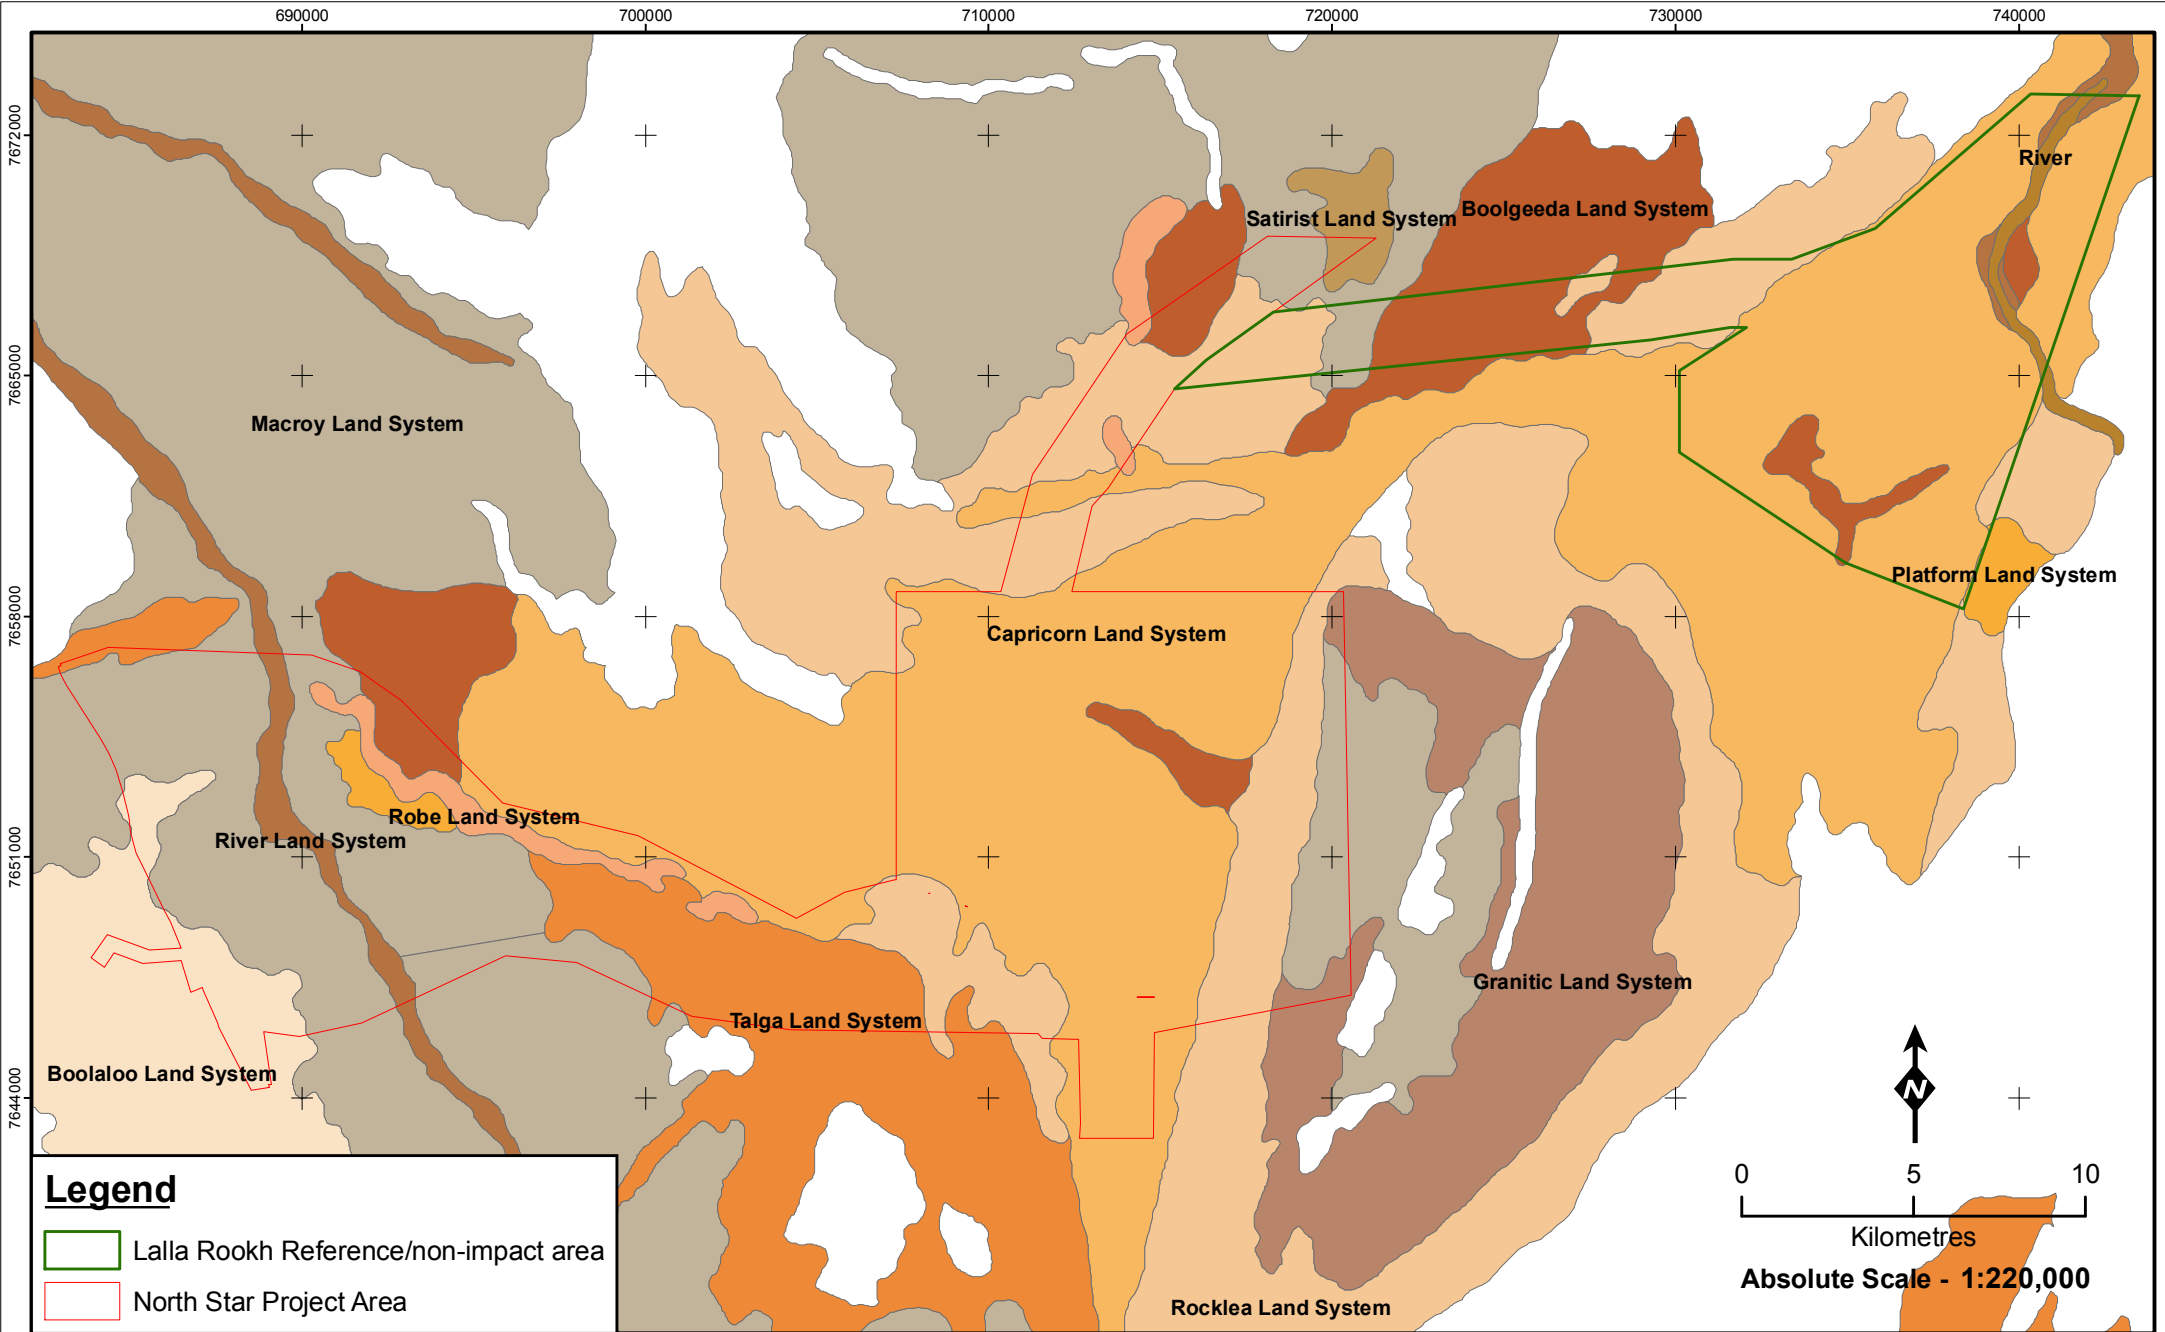 690000 700000 710000 720000 730000 740000
7672000
River
Satirist Land System
Boolgeeda Land System
7665000
Macroy Land System
Platform Land System
7658000
Capricorn Land System
Robe Land System
River Land System
7651000
Granitic Land System
Talga Land System
Boolaloo Land System
7644000
N
0 5 10
Kilometres
Absolute Scale - 1:220,000
Rocklea Land System
Legend
Lalla Rookh Reference/non-impact area
North Star Project Area